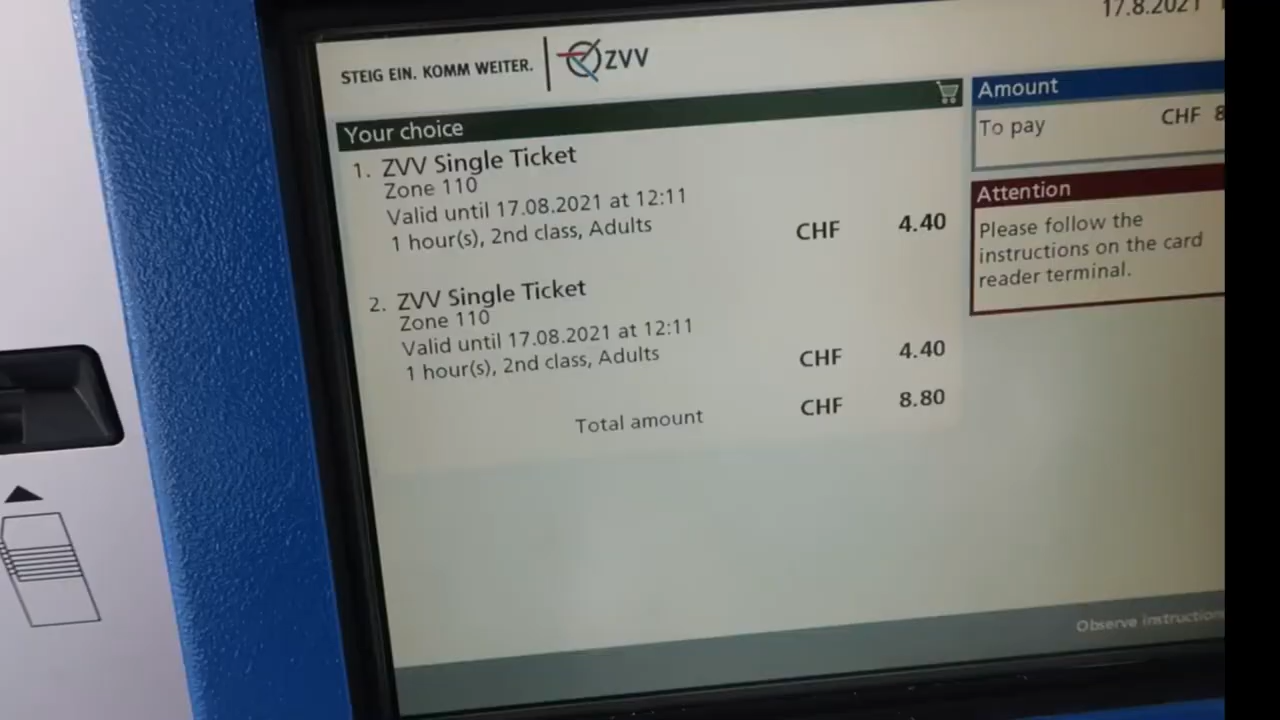 17.8.2021
STEIG EIN. KOMM WEITER. ZVV
Your choice
1. ZVV Single Ticket
Zone 110
Valid until 17.08.2021 at 12:11
1 hour(s), 2nd class, Adults CHF 4.40
2. ZVV Single Ticket
Zone 110
Valid until 17.08.2021 at 12:11
1 hour(s), 2nd class, Adults CHF 4.40
Total amount CHF 8.80
Amount
To pay CHF 8
Attention
Please follow the
instructions on the card
reader terminal.
Observe instruction